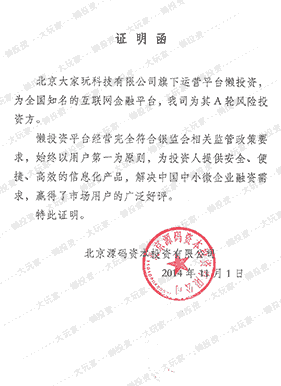 证明函
北京大家玩科技有限公司旗下运营平台懒投资，
为全国知名的互联网金融平台，我司为其A轮风险投
资方。
懒投资平台经营完全符合银监会相关监管政策要
求，始终以用户第一为原则，为投资人提供安全、便
捷、高效的信息化产品，解决中国中小微企业融资需
求，赢得了市场用户的广泛好评。
特此证明。
北京源码资本投资有限公司
2014年11月1日